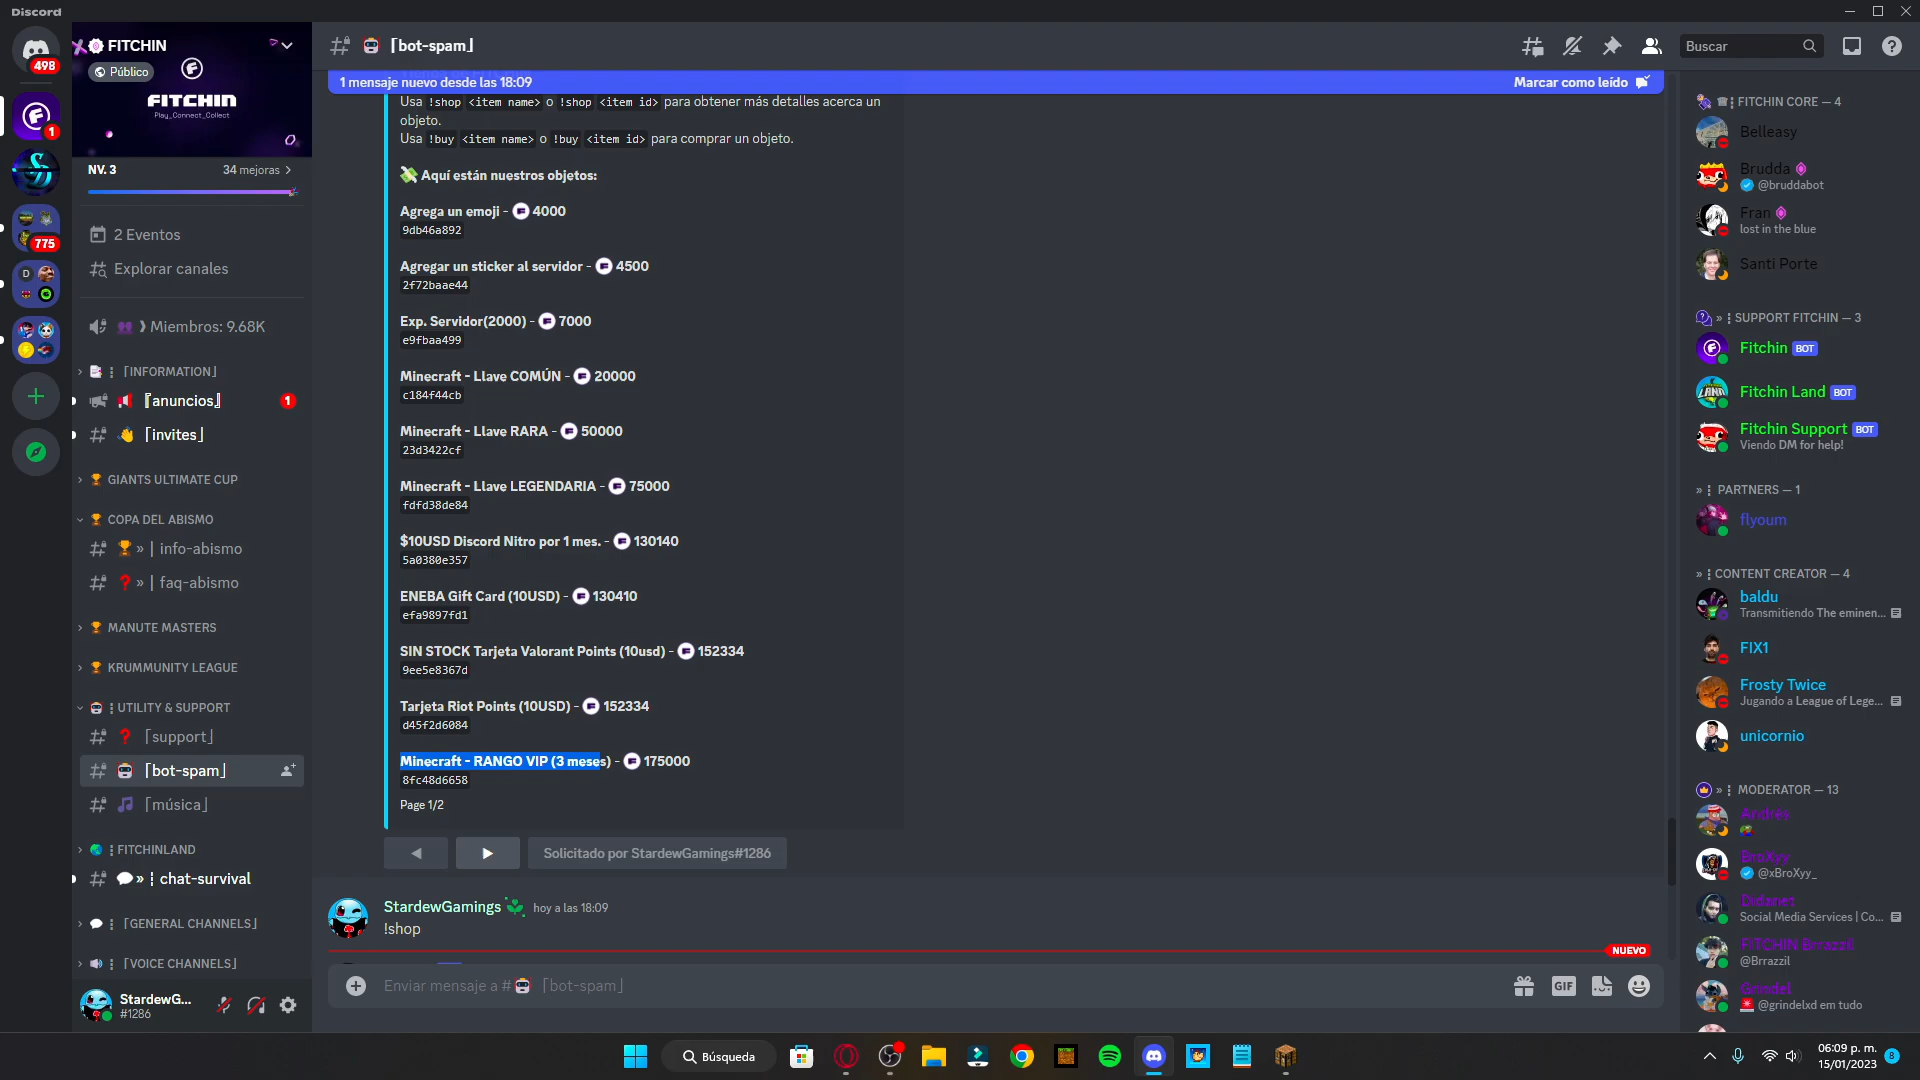 Discord
498
1
775
FITCHIN
Público
FITCHIN
Play_Connect_Collect
NV. 3
34 mejoras
2 Eventos
Explorar canales
Miembros: 9.68K
⁝ ⌈INFORMATION⌋
『anuncios』
1
⌈invites⌋
GIANTS ULTIMATE CUP
COPA DEL ABISMO
» | info-abismo
» | faq-abismo
MANUTE MASTERS
KRUMMUNITY LEAGUE
⁝ UTILITY & SUPPORT
⌈support⌋
⌈bot-spam⌋
⌈música⌋
⁝ FITCHINLAND
» ⁝ chat-survival
⁝ ⌈GENERAL CHANNELS⌋
⁝ ⌈VOICE CHANNELS⌋
StardewG...
#1286
⌈bot-spam⌋
Buscar
1 mensaje nuevo desde las 18:09
Marcar como leído
Usa !shop <item name> o !shop <item id> para obtener más detalles acerca un
objeto.
Usa !buy <item name> o !buy <item id> para comprar un objeto.
Aquí están nuestros objetos:
Agrega un emoji - 4000
9db46a892
Agregar un sticker al servidor - 4500
2f72baae44
Exp. Servidor(2000) - 7000
e9fbaa499
Minecraft - Llave COMÚN - 20000
c184f44cb
Minecraft - Llave RARA - 50000
23d3422cf
Minecraft - Llave LEGENDARIA - 75000
fdfd38de84
$10USD Discord Nitro por 1 mes. - 130140
5a0380e357
ENEBA Gift Card (10USD) - 130410
efa9897fd1
SIN STOCK Tarjeta Valorant Points (10usd) - 152334
9ee5e8367d
Tarjeta Riot Points (10USD) - 152334
d45f2d6084
Minecraft - RANGO VIP (3 meses) - 175000
8fc48d6658
Page 1/2
Solicitado por StardewGamings#1286
StardewGamings hoy a las 18:09
!shop
NUEVO
Enviar mensaje a # ⌈bot-spam⌋
GIF
⁝ FITCHIN CORE — 4
Belleasy
Brudda
@bruddabot
Fran
lost in the blue
Santi Porte
» ⁝ SUPPORT FITCHIN — 3
Fitchin BOT
Fitchin Land BOT
Fitchin Support BOT
Viendo DM for help!
» ⁝ PARTNERS — 1
flyoum
» ⁝ CONTENT CREATOR — 4
baldu
Transmitiendo The eminen...
FIX1
Frosty Twice
Jugando a League of Lege...
unicornio
» ⁝ MODERATOR — 13
Andres
BroXyy
@xBroXyy_
Didzinet
Social Media Services | Co...
FITCHIN Brrazzil
@Brrazzil
Grindel
@grindelxd em tudo
Búsqueda
06:09 p. m.
15/01/2023
8